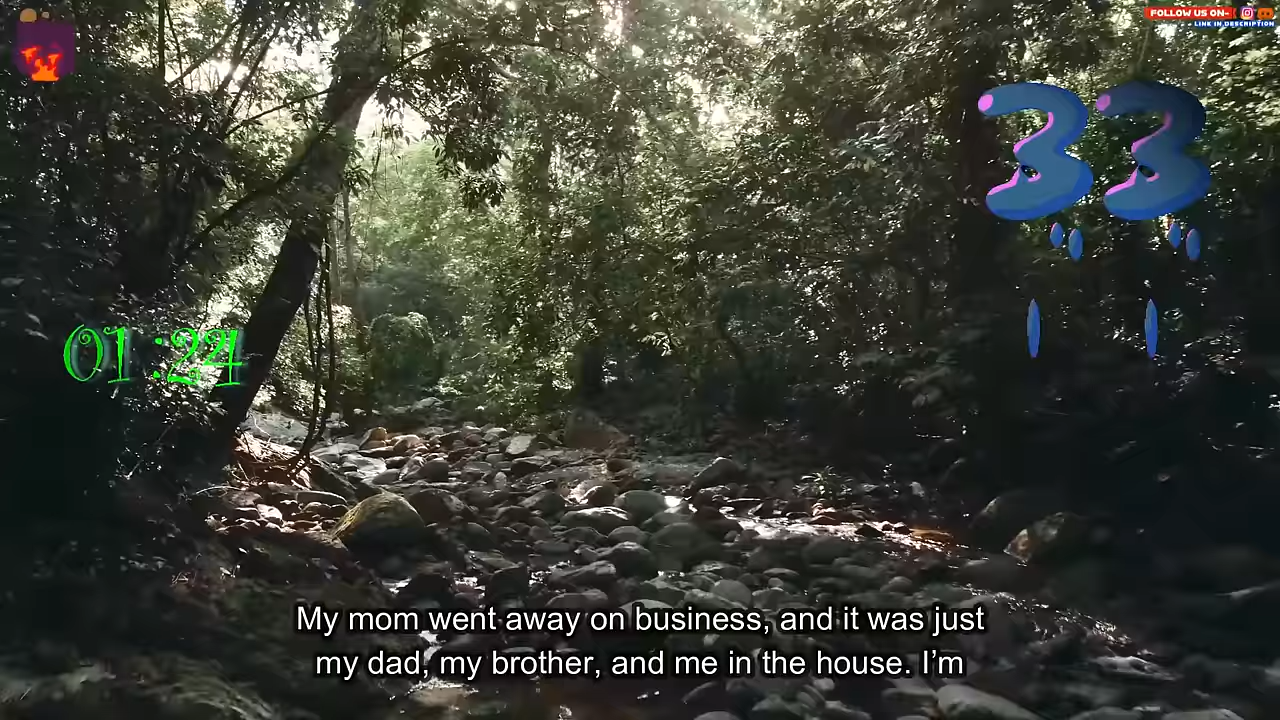 FOLLOW US ON-
LINK IN DESCRIPTION
33
01:24
My mom went away on business, and it was just
my dad, my brother, and me in the house. I'm